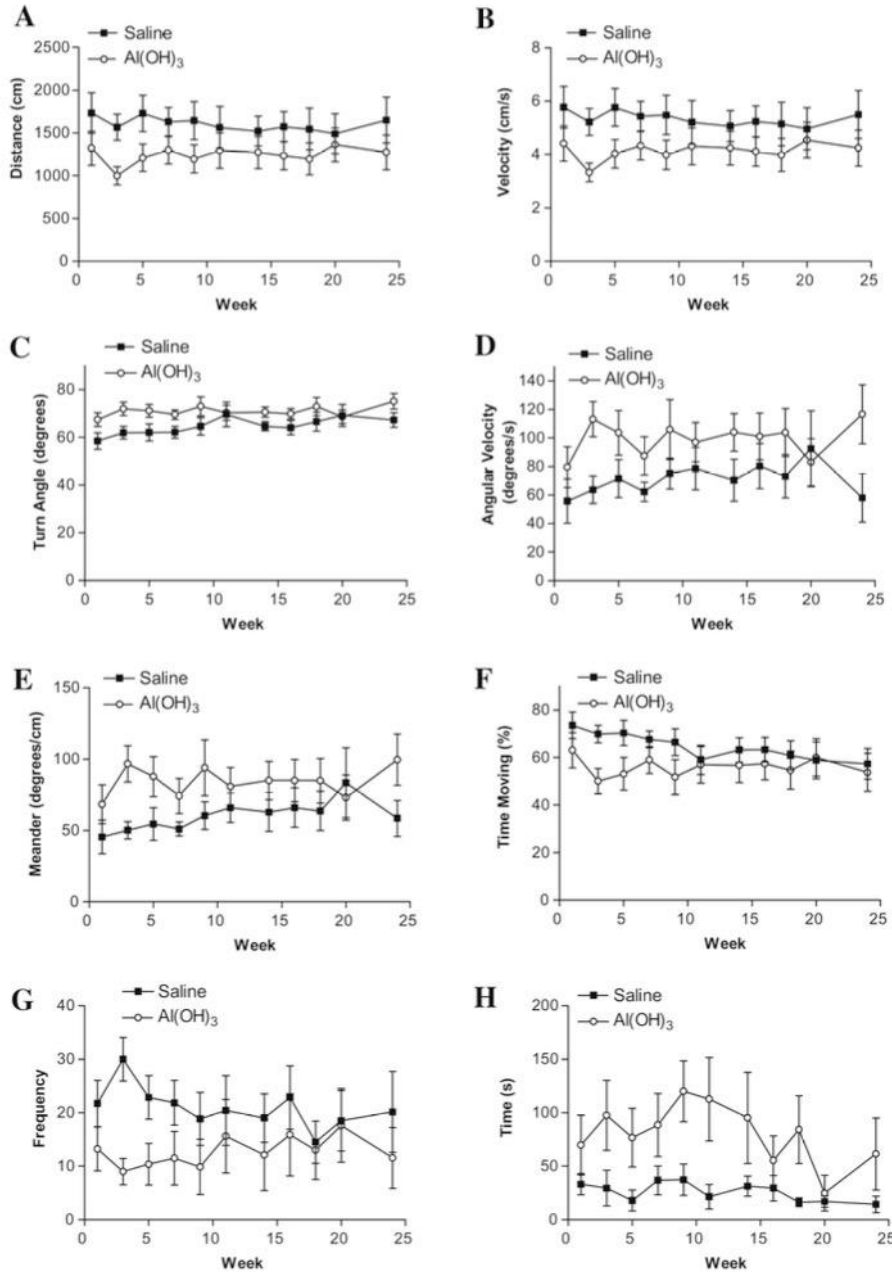 A
Saline
Al(OH)3
2500
2000
1500
1000
500
0
Distance (cm)
0 5 10 15 20 25
Week
B
Saline
Al(OH)3
8
6
4
2
0
Velocity (cm/s)
0 5 10 15 20 25
Week
C
Saline
Al(OH)3
80
60
40
20
0
Turn Angle (degrees)
0 5 10 15 20 25
Week
D
Saline
Al(OH)3
140
120
100
80
60
40
20
0
Angular Velocity
(degrees/s)
0 5 10 15 20 25
Week
E
Saline
Al(OH)3
150
100
50
0
Meander (degrees/cm)
0 5 10 15 20 25
Week
F
Saline
Al(OH)3
80
60
40
20
0
Time Moving (%)
0 5 10 15 20 25
Week
G
Saline
Al(OH)3
40
30
20
10
0
Frequency
0 5 10 15 20 25
Week
H
Saline
Al(OH)3
200
150
100
50
0
Time (s)
0 5 10 15 20 25
Week